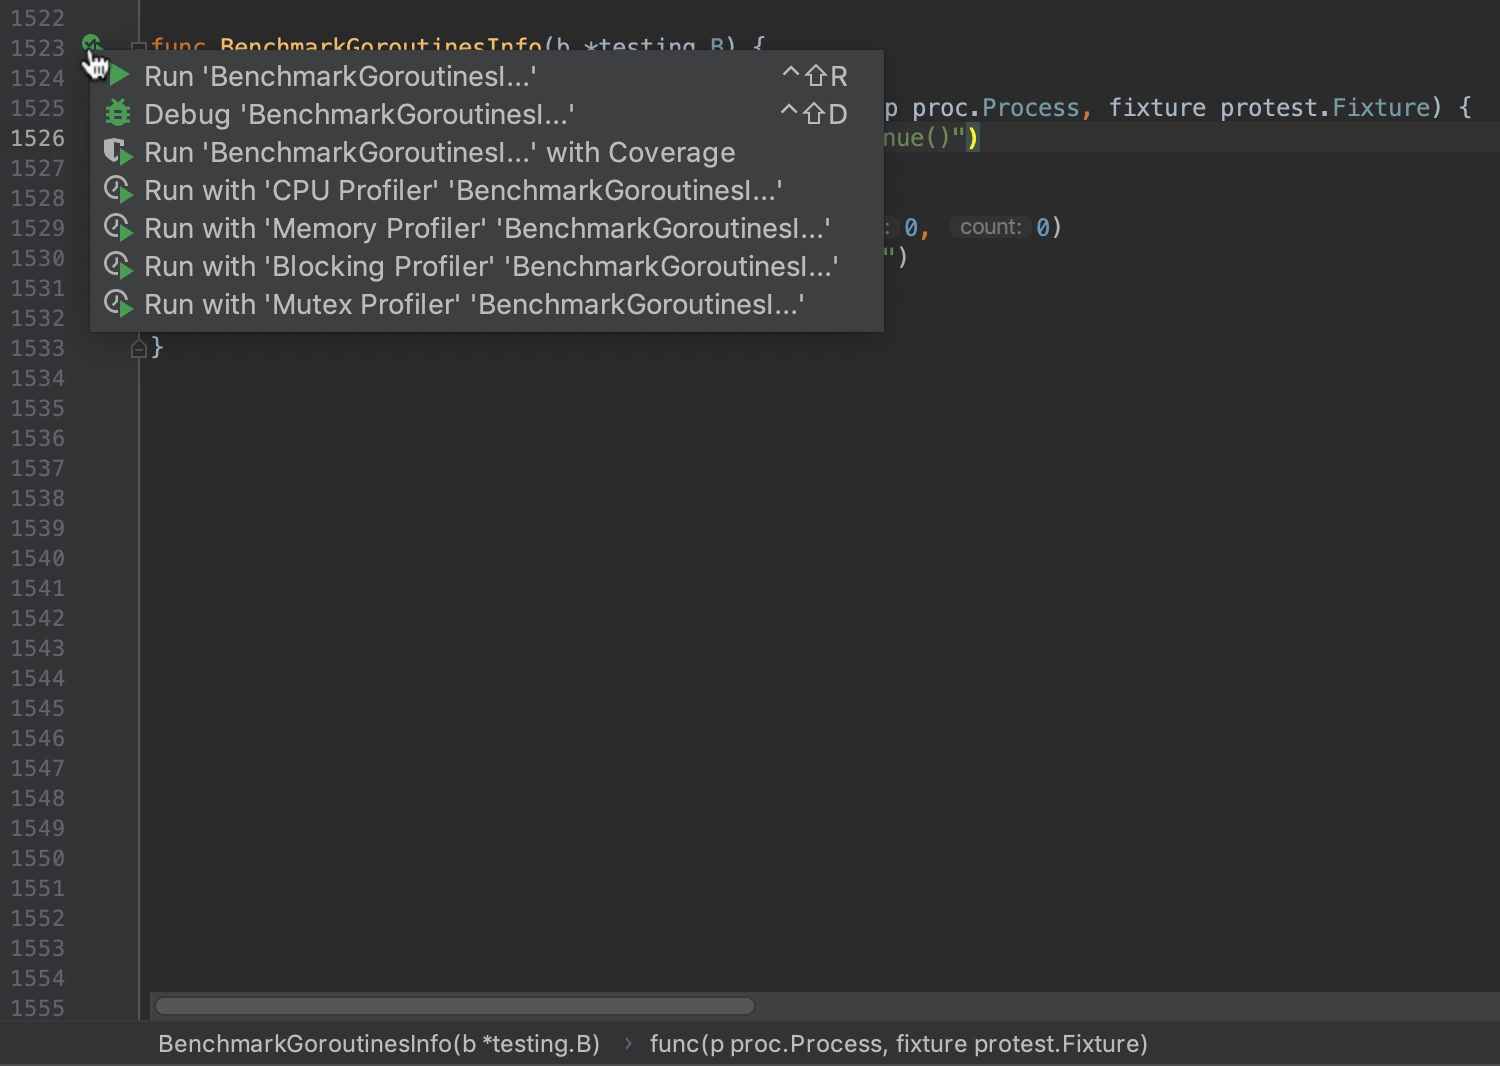 1522
1523 func BenchmarkGoroutinesInfo(b *testing.B) {
1524 Run 'BenchmarkGoroutinesI...' ^⇧R
Debug 'BenchmarkGoroutinesI...' ^⇧D
1525 p proc.Process, fixture protest.Fixture) {
1526 nue()")
Run 'BenchmarkGoroutinesI...' with Coverage
1527
1528 Run with 'CPU Profiler' 'BenchmarkGoroutinesI...'
1529 Run with 'Memory Profiler' 'BenchmarkGoroutinesI...' : 0, count: 0)
1530 ")
Run with 'Blocking Profiler' 'BenchmarkGoroutinesI...'
1531
1532 Run with 'Mutex Profiler' 'BenchmarkGoroutinesI...'
1533 }
1534
1535
1536
1537
1538
1539
1540
1541
1542
1543
1544
1545
1546
1547
1548
1549
1550
1551
1552
1553
1554
1555
BenchmarkGoroutinesInfo(b *testing.B) › func(p proc.Process, fixture protest.Fixture)